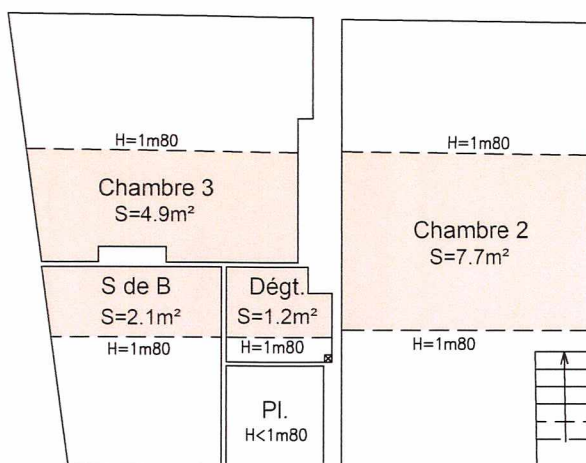 H=1m80
Chambre 3
S=4.9m²
S de B
S=2.1m²
H=1m80
Dégt.
S=1.2m²
H=1m80
Pl.
H<1m80
H=1m80
Chambre 2
S=7.7m²
H=1m80